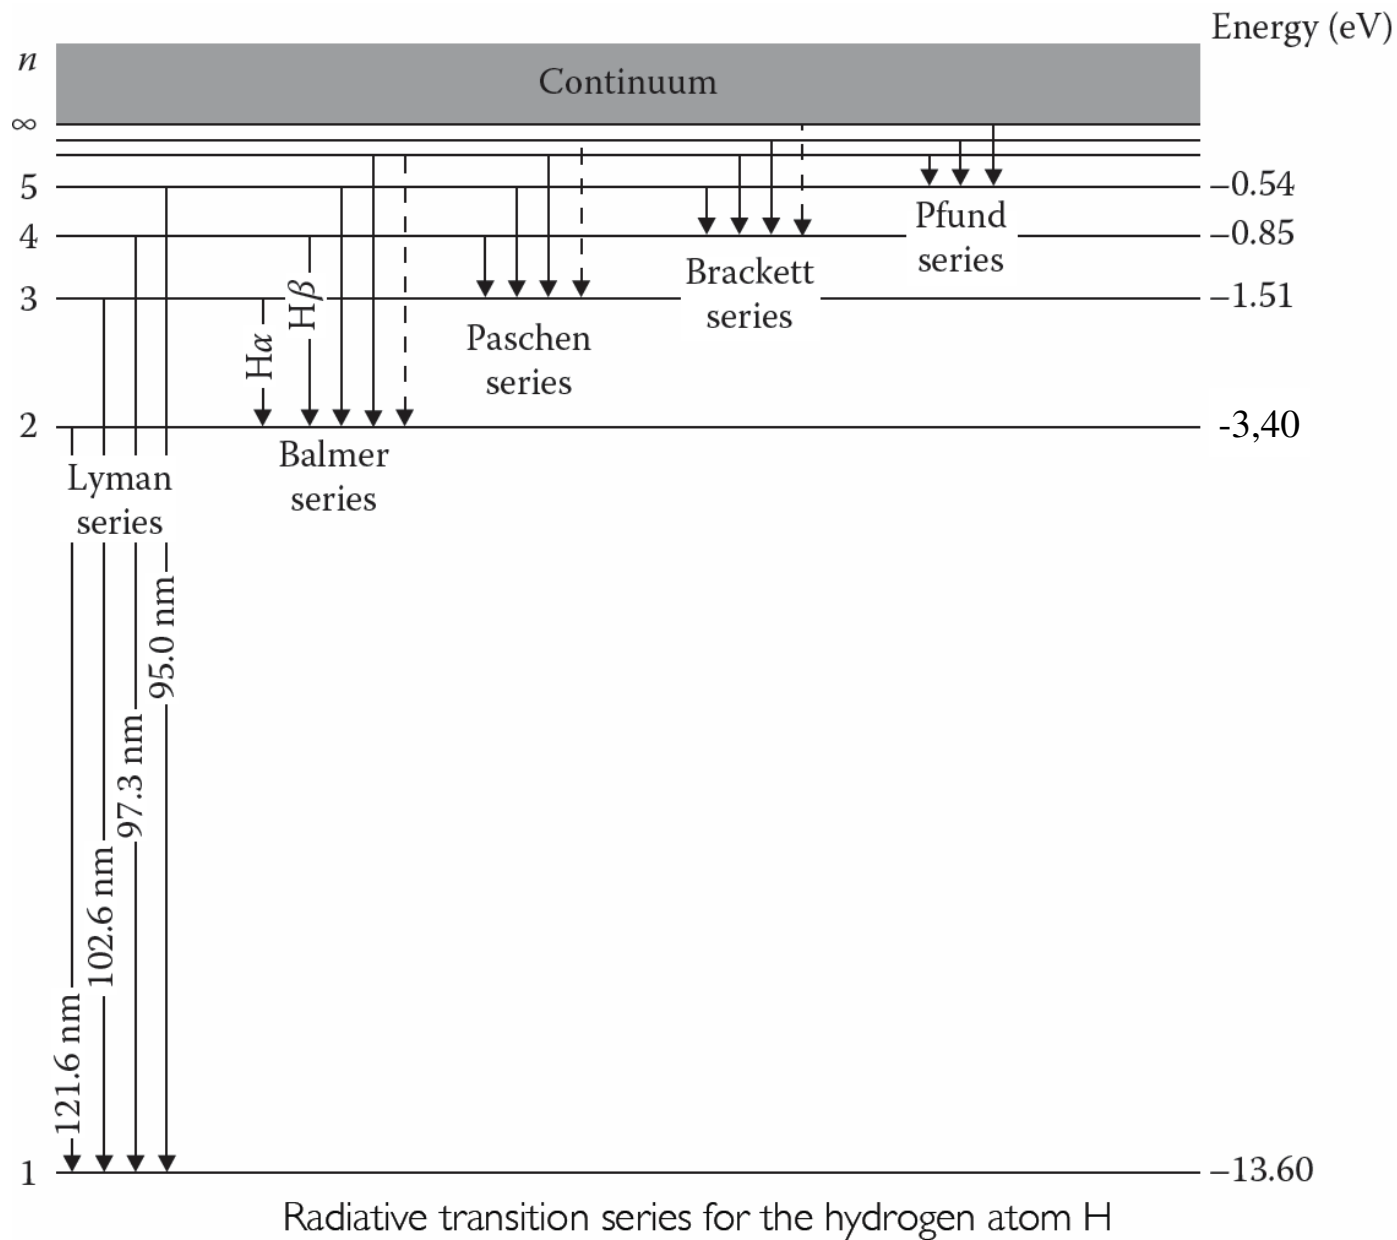 Energy (eV)
n
Continuum
∞
5
–0.54
Pfund
series
4
–0.85
Brackett
series
3
–1.51
Hα
Hβ
Paschen
series
2
-3,40
Balmer
series
Lyman
series
95.0 nm
97.3 nm
102.6 nm
121.6 nm
1
–13.60
Radiative transition series for the hydrogen atom H